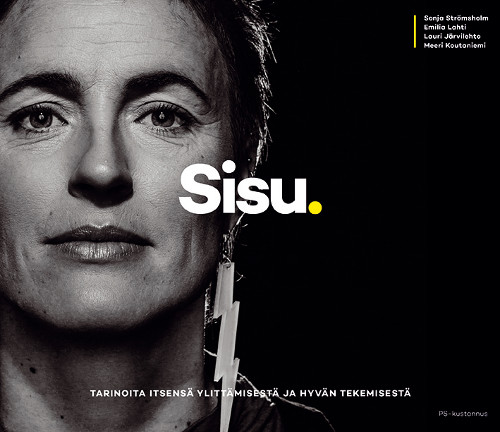 Sonja Strömsholm
Emilia Lahti
Lauri Järvilehto
Meeri Koutaniemi
Sisu.
TARINOITA ITSENSÄ YLITTÄMISESTÄ JA HYVÄN TEKEMISESTÄ
PS-kustannus